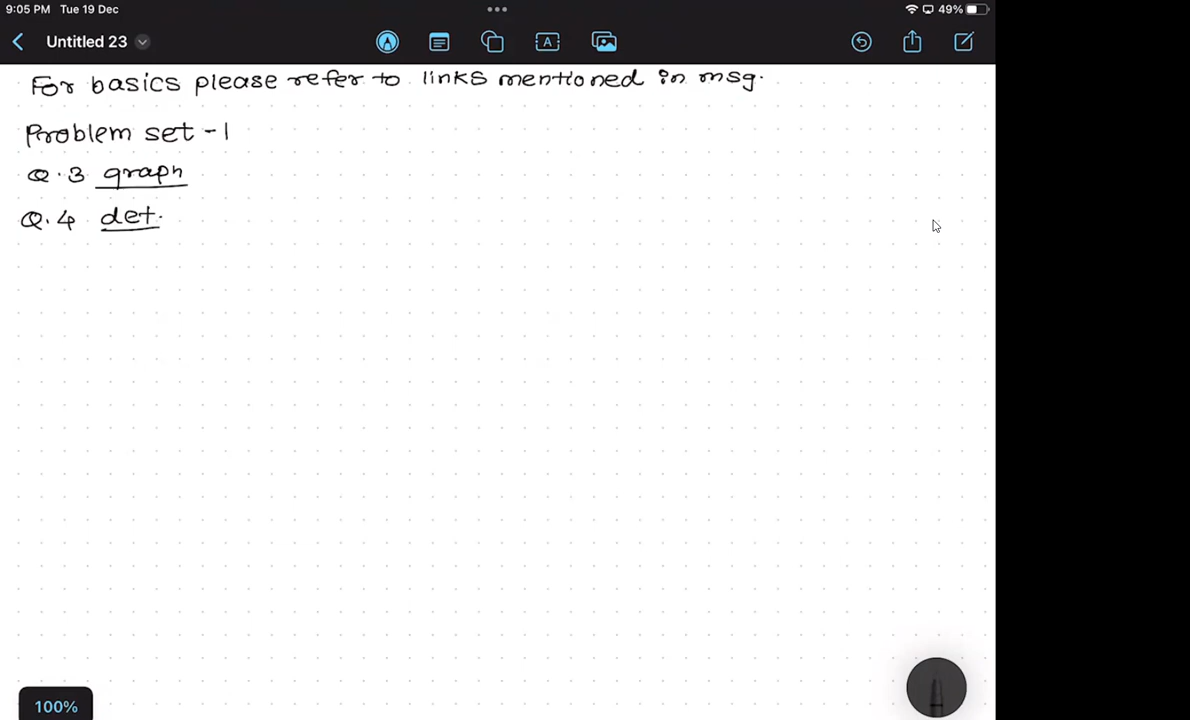 9:05 PM Tue 19 Dec
49%
Untitled 23
For basics please refer to links mentioned in msg.
Problem set - 1
Q. 3 graph
Q. 4 det.
100%